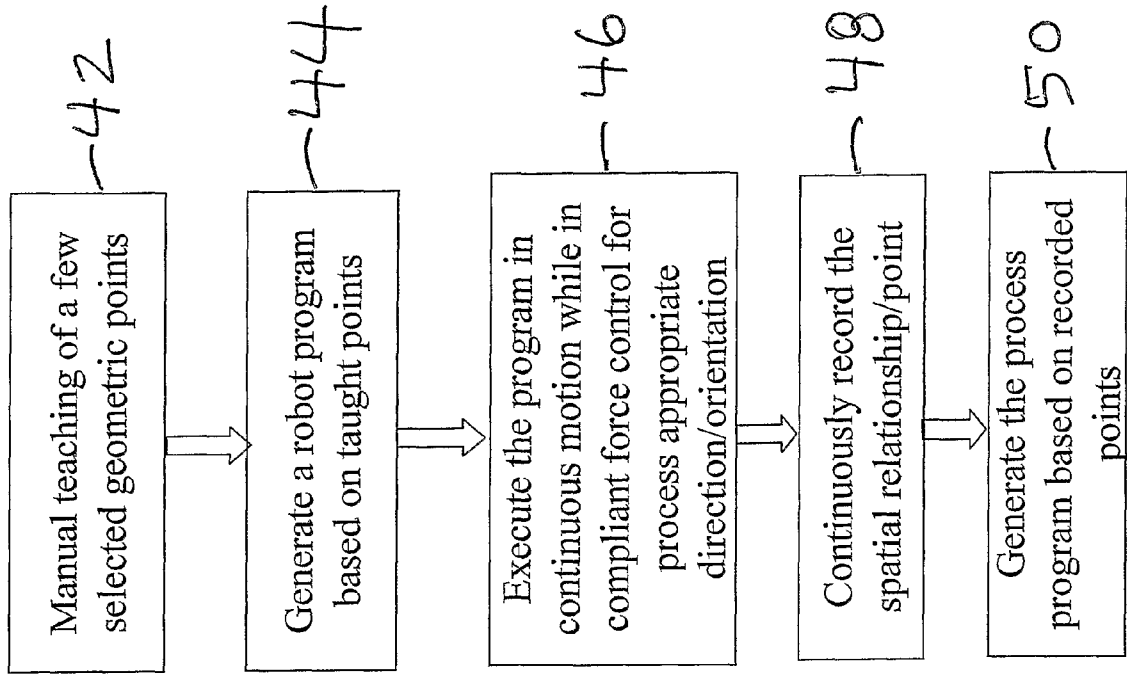 Manual teaching of a few
selected geometric points
42
Generate a robot program
based on taught points
44
Execute the program in
continuous motion while in
compliant force control for
process appropriate
direction/orientation
46
Continuously record the
spatial relationship/point
48
Generate the process
program based on recorded
points
50